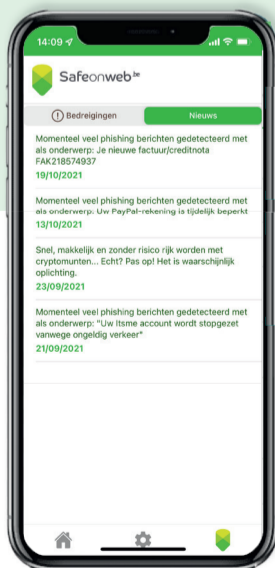 14:09
Safeonweb.be
Bedreigingen
Nieuws
Momenteel veel phishing berichten gedetecteerd met
als onderwerp: Je nieuwe factuur/creditnota
FAK218574937
19/10/2021
Momenteel veel phishing berichten gedetecteerd met
als onderwerp: Uw PayPal-rekening is tijdelijk beperkt
13/10/2021
Snel, makkelijk en zonder risico rijk worden met
cryptomunten... Echt? Pas op! Het is waarschijnlijk
oplichting.
23/09/2021
Momenteel veel phishing berichten gedetecteerd met
als onderwerp: "Uw Itsme account wordt stopgezet
vanwege ongeldig verkeer"
21/09/2021